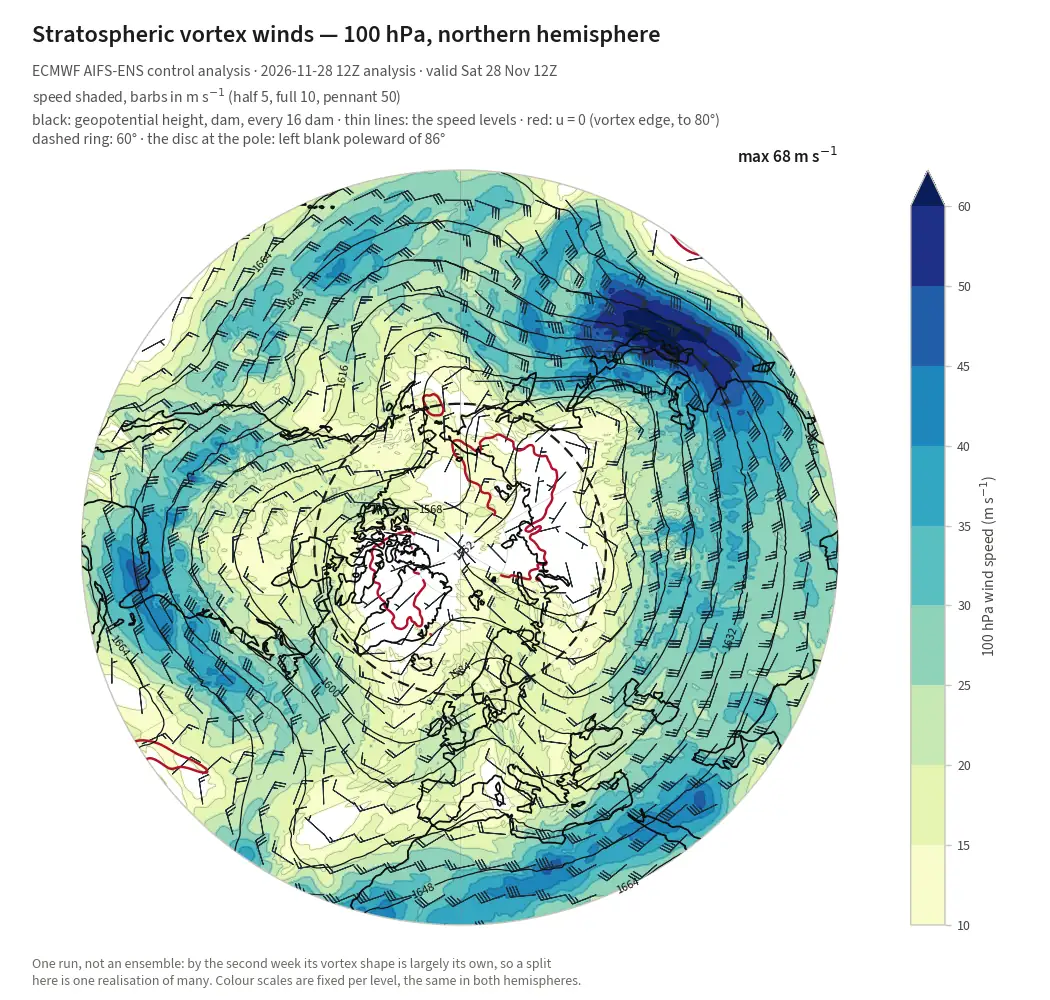 Stratospheric vortex winds — 100 hPa, northern hemisphere
ECMWF AIFS-ENS control analysis · 2026-11-28 12Z analysis · valid Sat 28 Nov 12Z
speed shaded, barbs in m s⁻¹ (half 5, full 10, pennant 50)
black: geopotential height, dam, every 16 dam · thin lines: the speed levels · red: u = 0 (vortex edge, to 80°)
dashed ring: 60° · the disc at the pole: left blank poleward of 86°
max 68 m s⁻¹
60
50
45
40
35
30
25
20
15
10
100 hPa wind speed (m s⁻¹)
1664
1648
1616
1568
1632
1664
1600
1584
1648
1664
One run, not an ensemble: by the second week its vortex shape is largely its own, so a split
here is one realisation of many. Colour scales are fixed per level, the same in both hemispheres.